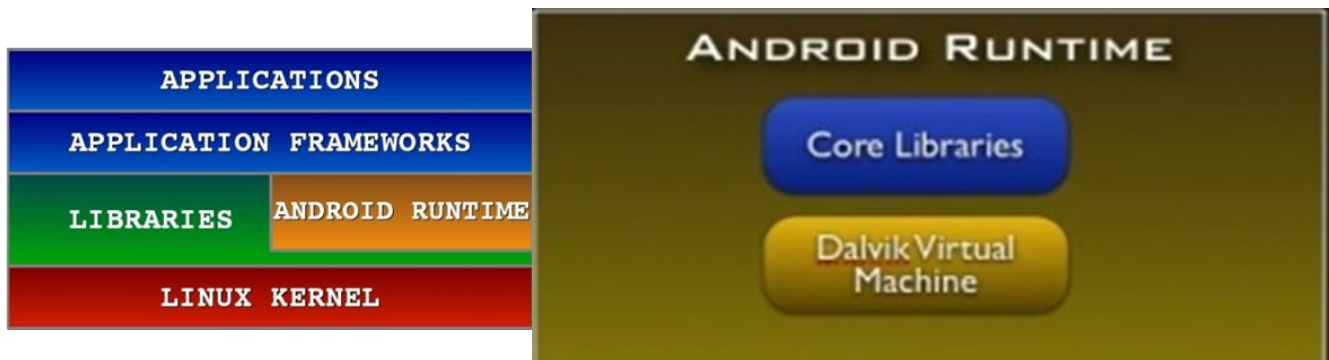 APPLICATIONS
APPLICATION FRAMEWORKS
LIBRARIES
ANDROID RUNTIME
LINUX KERNEL
ANDROID RUNTIME
Core Libraries
Dalvik Virtual
Machine